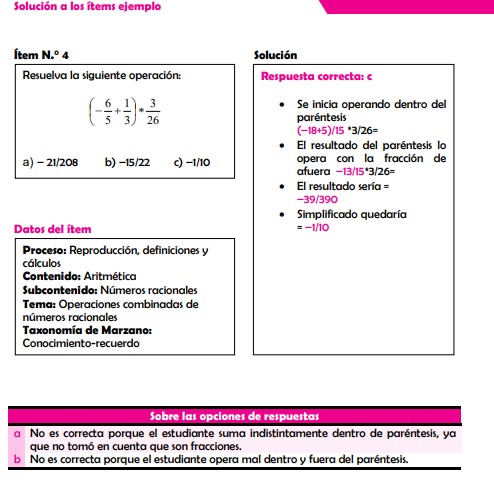 Solución a los ítems ejemplo
Ítem N.° 4
Resuelva la siguiente operación:
(-6/5 + 1/3) * 3/26
a) – 21/208 b) –15/22 c) –1/10
Datos del ítem
Proceso: Reproducción, definiciones y
cálculos
Contenido: Aritmética
Subcontenido: Números racionales
Tema: Operaciones combinadas de
números racionales
Taxonomía de Marzano:
Conocimiento-recuerdo
Solución
Respuesta correcta: c
• Se inicia operando dentro del
paréntesis
(–18+5)/15 *3/26=
• El resultado del paréntesis lo
opera con la fracción de
afuera –13/15*3/26=
• El resultado sería =
–39/390
• Simplificado quedaría
= –1/10
Sobre las opciones de respuestas
a No es correcta porque el estudiante suma indistintamente dentro de paréntesis, ya
que no tomó en cuenta que son fracciones.
b No es correcta porque el estudiante opera mal dentro y fuera del paréntesis.